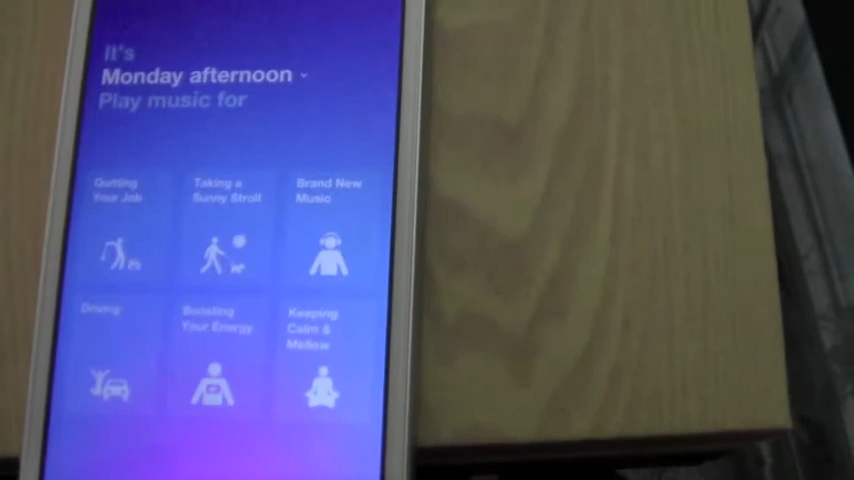 It's
Monday afternoon
Play music for
Quitting
Your Job
Taking a
Sunny Stroll
Brand New
Music
Driving
Boosting
Your Energy
Keeping
Calm &
Mellow